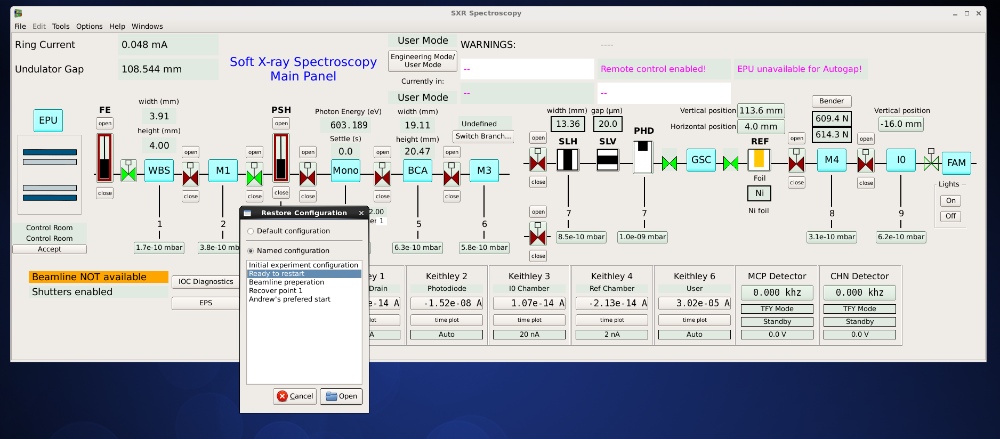 SXR Spectroscopy
File Edit Tools Options Help Windows
Ring Current 0.048 mA
Undulator Gap 108.544 mm
Soft X-ray Spectroscopy
Main Panel
User Mode
Engineering Mode/
User Mode
Currently in:
User Mode
WARNINGS: ----
-- Remote control enabled! EPU unavailable for Autogap!
-- --
EPU
FE
open
close
width (mm)
3.91
height (mm)
4.00
WBS
open
close
M1
open
close
PSH
open
close
open
close
Photon Energy (eV)
603.189
Settle (s)
0.0
Mono
open
close
width (mm)
19.11
height (mm)
20.47
BCA
open
close
Undefined
Switch Branch...
M3
open
close
width (mm)
13.36
SLH
gap (µm)
20.0
SLV
PHD
GSC
Vertical position 113.6 mm
Horizontal position 4.0 mm
REF
Foil
Ni
Ni foil
open
close
Bender
609.4 N
614.3 N
M4
open
close
Vertical position
-16.0 mm
I0
FAM
Lights
On
Off
open
close
1 2 5 6 7 7 8 9
1.7e-10 mbar 3.8e-10 mb 6.3e-10 mbar 5.8e-10 mbar 8.5e-10 mbar 1.0e-09 mbar 3.1e-10 mbar 6.2e-10 mbar
2.00
er 1
Control Room
Control Room
Accept
Beamline NOT available
Shutters enabled
IOC Diagnostics
EPS
Restore Configuration
Default configuration
Named configuration
Initial experiment configuration
Ready to restart
Beamline preperation
Recover point 1
Andrew's prefered start
Cancel Open
ey 1
Drain
e-14 A
lot
A
Keithley 2
Photodiode
-1.52e-08 A
time plot
Auto
Keithley 3
I0 Chamber
1.07e-14 A
time plot
20 nA
Keithley 4
Ref Chamber
-2.13e-14 A
time plot
2 nA
Keithley 6
User
3.02e-05 A
time plot
Auto
MCP Detector
0.000 khz
TFY Mode
Standby
0.0 V
CHN Detector
0.000 khz
TFY Mode
Standby
0.0 V